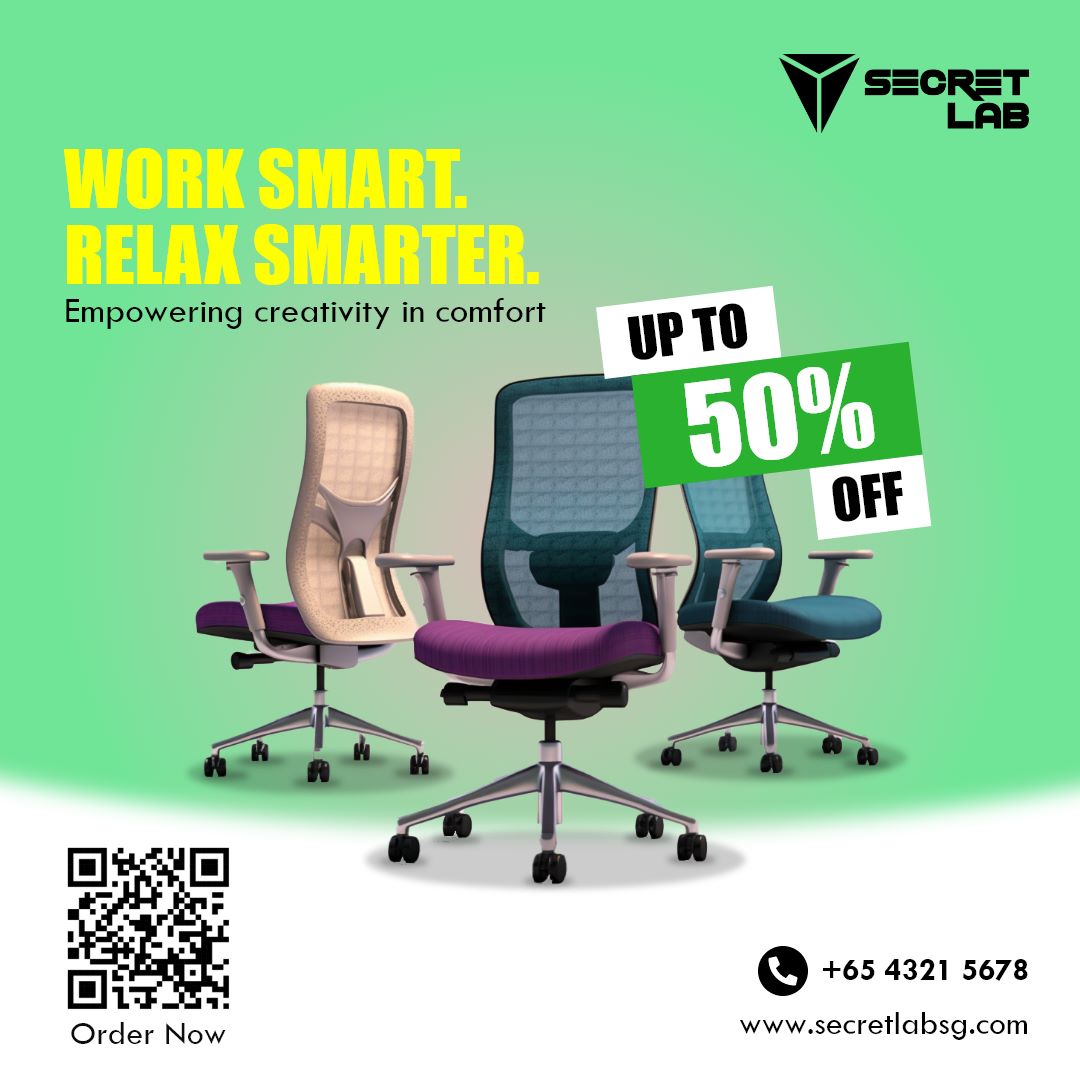 SECRET
LAB
WORK SMART.
RELAX SMARTER.
Empowering creativity in comfort
UP TO
50%
OFF
Order Now
+65 4321 5678
www.secretlabsg.com